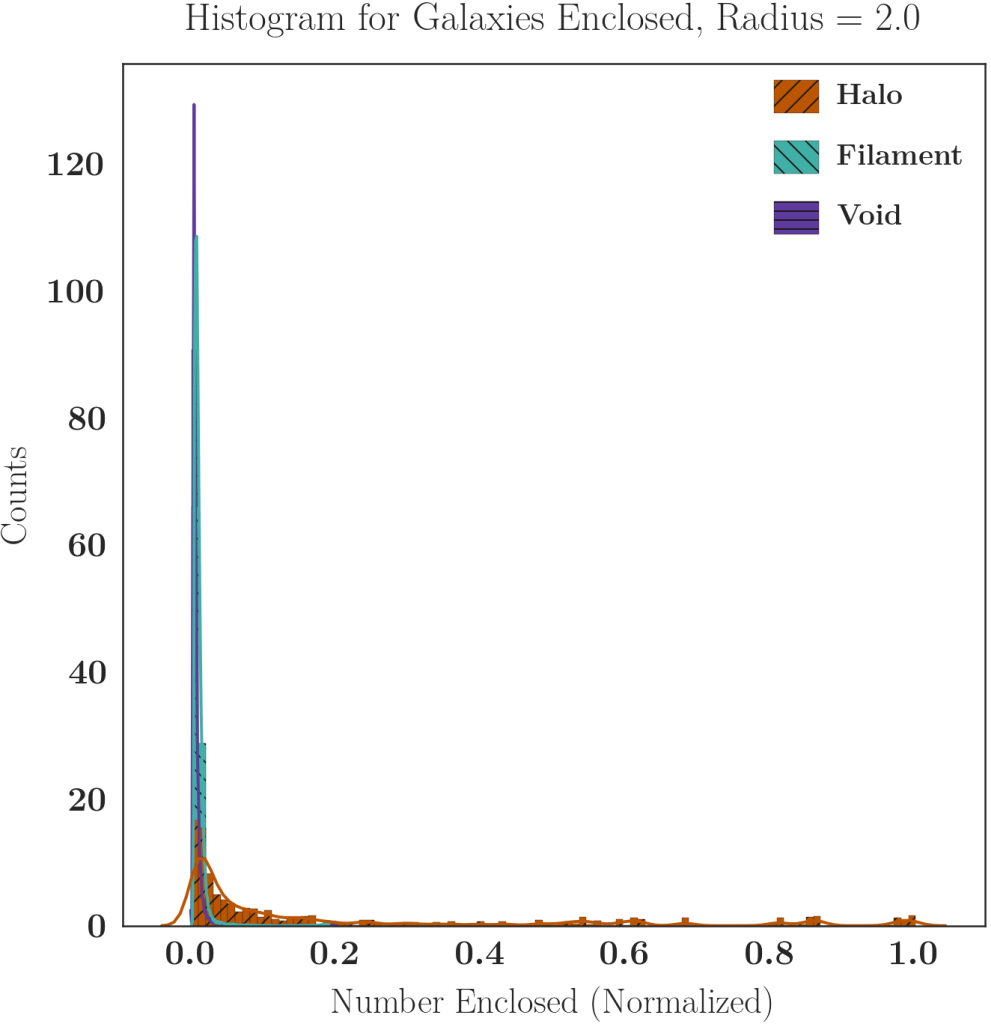 Histogram for Galaxies Enclosed, Radius = 2.0
Halo
Filament
Void
120
100
80
60
40
20
0
Counts
0.0 0.2 0.4 0.6 0.8 1.0
Number Enclosed (Normalized)